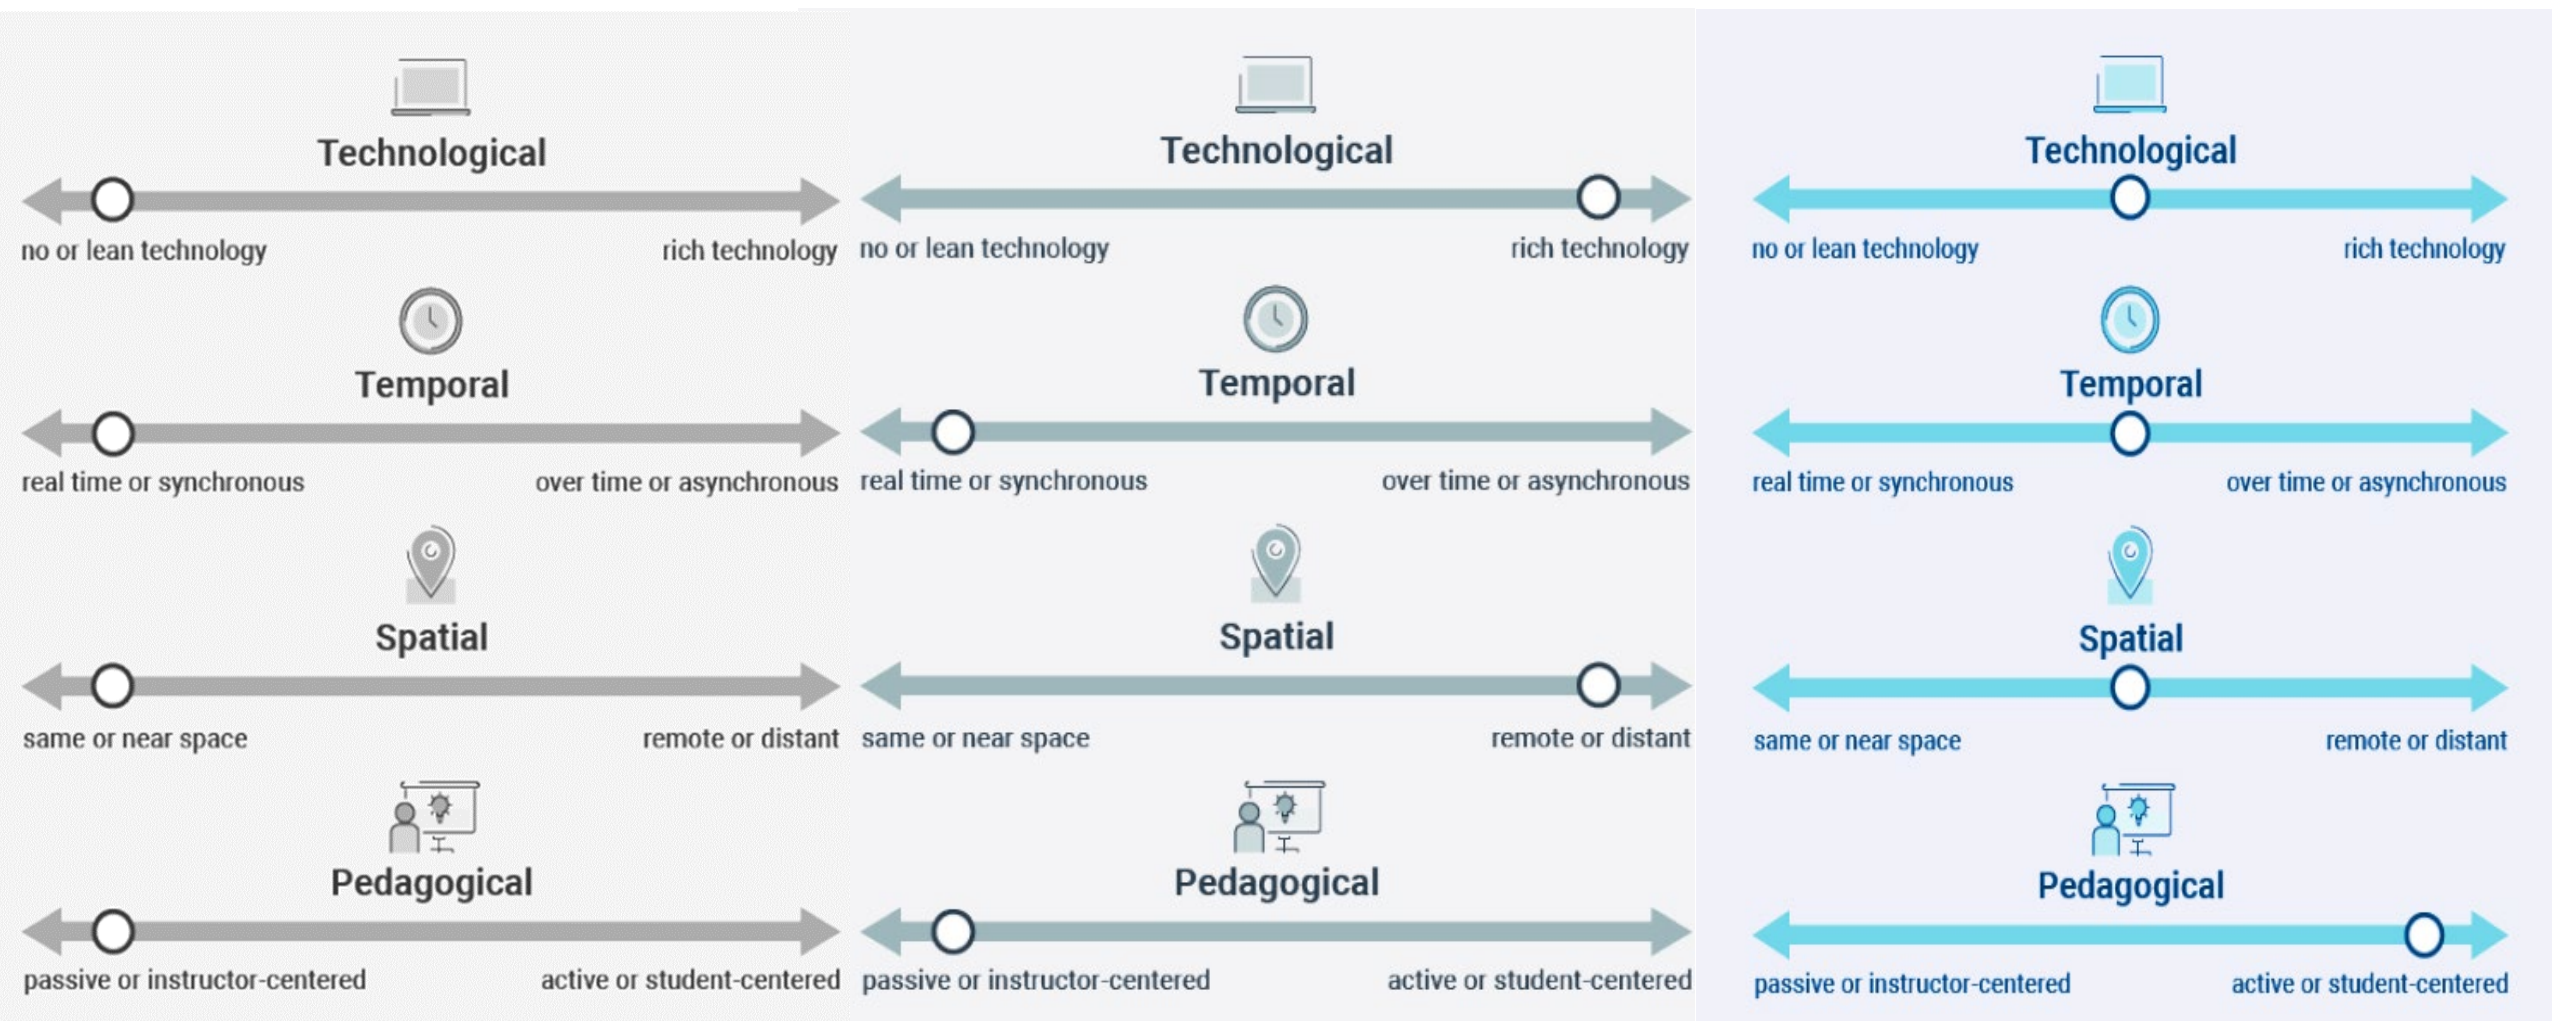 Technological
no or lean technology
rich technology
Temporal
real time or synchronous
over time or asynchronous
Spatial
same or near space
remote or distant
Pedagogical
passive or instructor-centered
active or student-centered
Technological
no or lean technology
rich technology
Temporal
real time or synchronous
over time or asynchronous
Spatial
same or near space
remote or distant
Pedagogical
passive or instructor-centered
active or student-centered
Technological
no or lean technology
rich technology
Temporal
real time or synchronous
over time or asynchronous
Spatial
same or near space
remote or distant
Pedagogical
passive or instructor-centered
active or student-centered